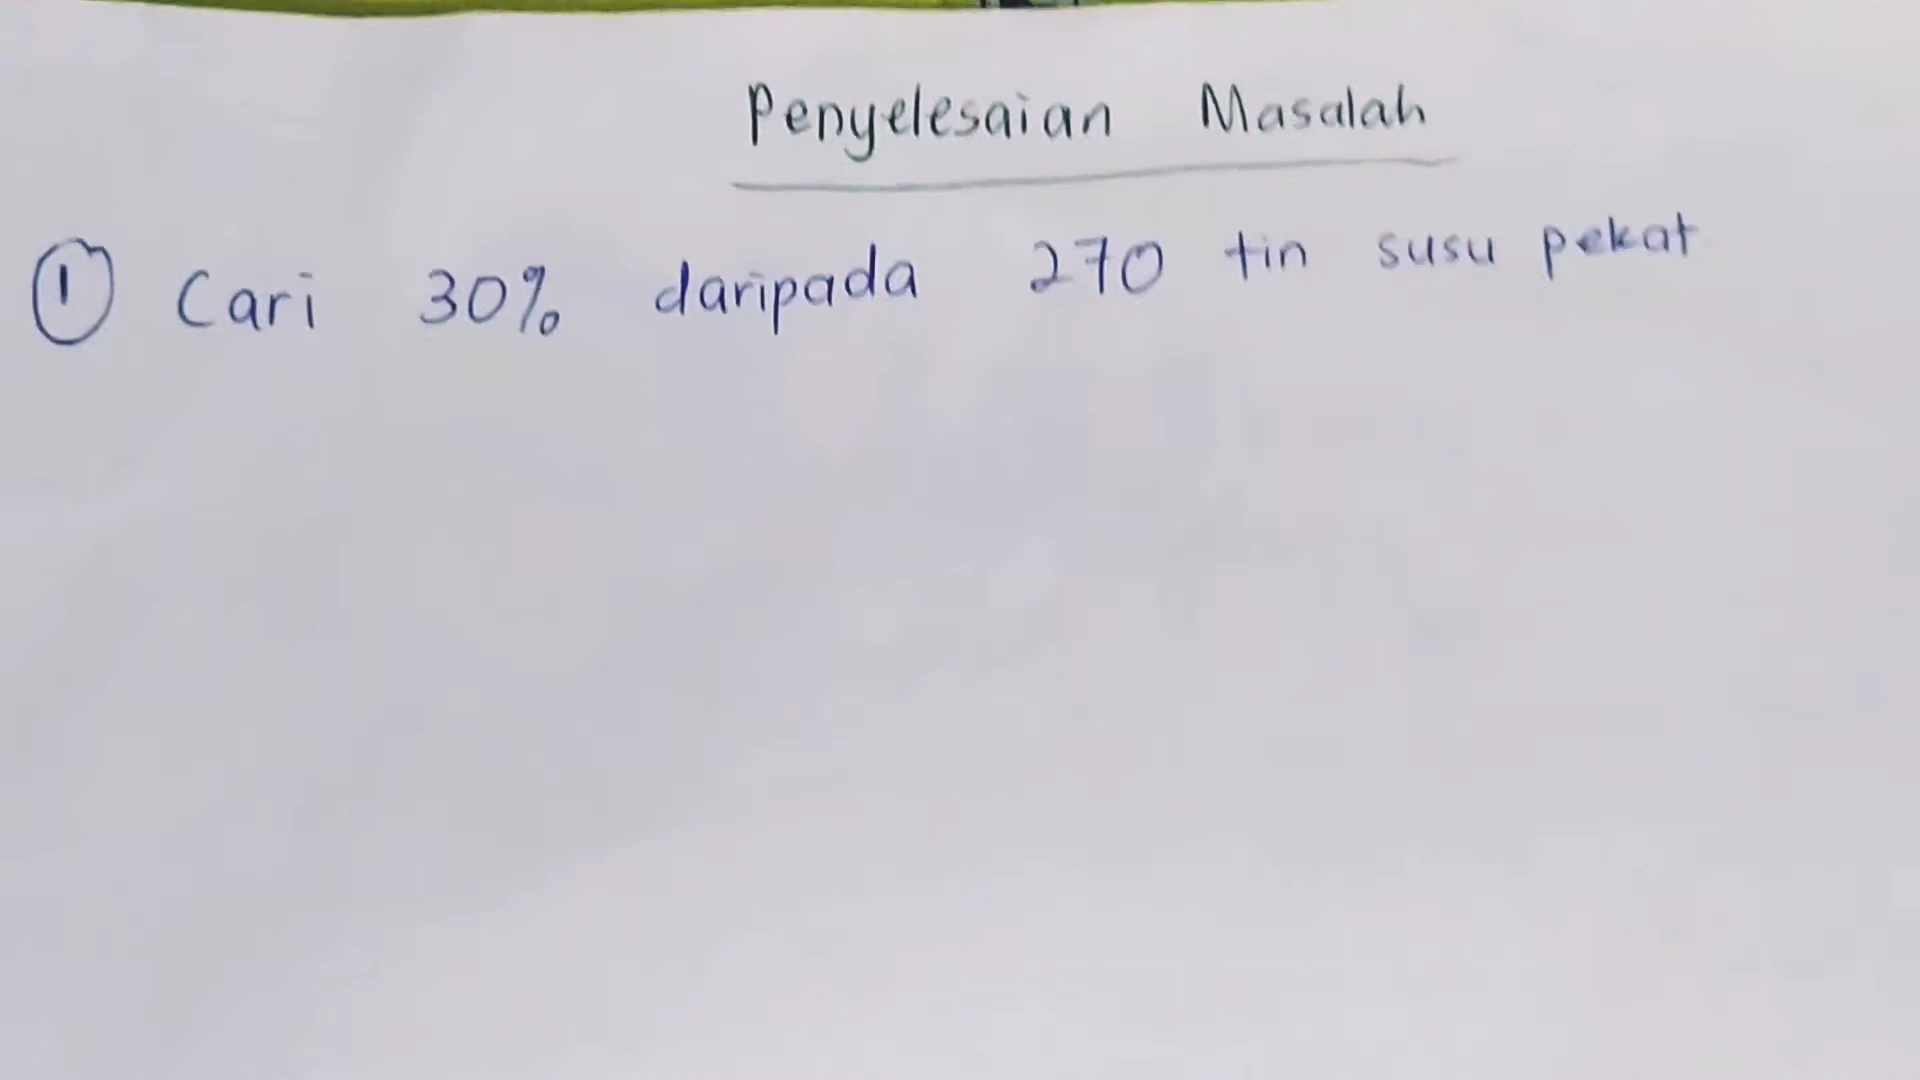 Penyelesaian Masalah
① Cari 30% daripada 270 tin susu pekat